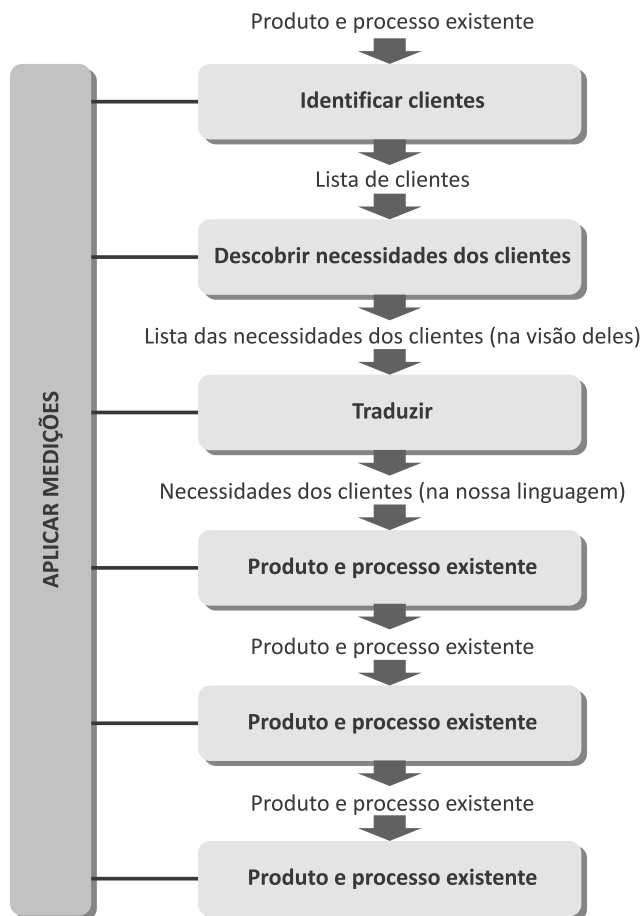 Produto e processo existente
Identificar clientes
Lista de clientes
Descobrir necessidades dos clientes
Lista das necessidades dos clientes (na visão deles)
Traduzir
Necessidades dos clientes (na nossa linguagem)
Produto e processo existente
Produto e processo existente
Produto e processo existente
Produto e processo existente
Produto e processo existente
APLICAR MEDIÇÕES